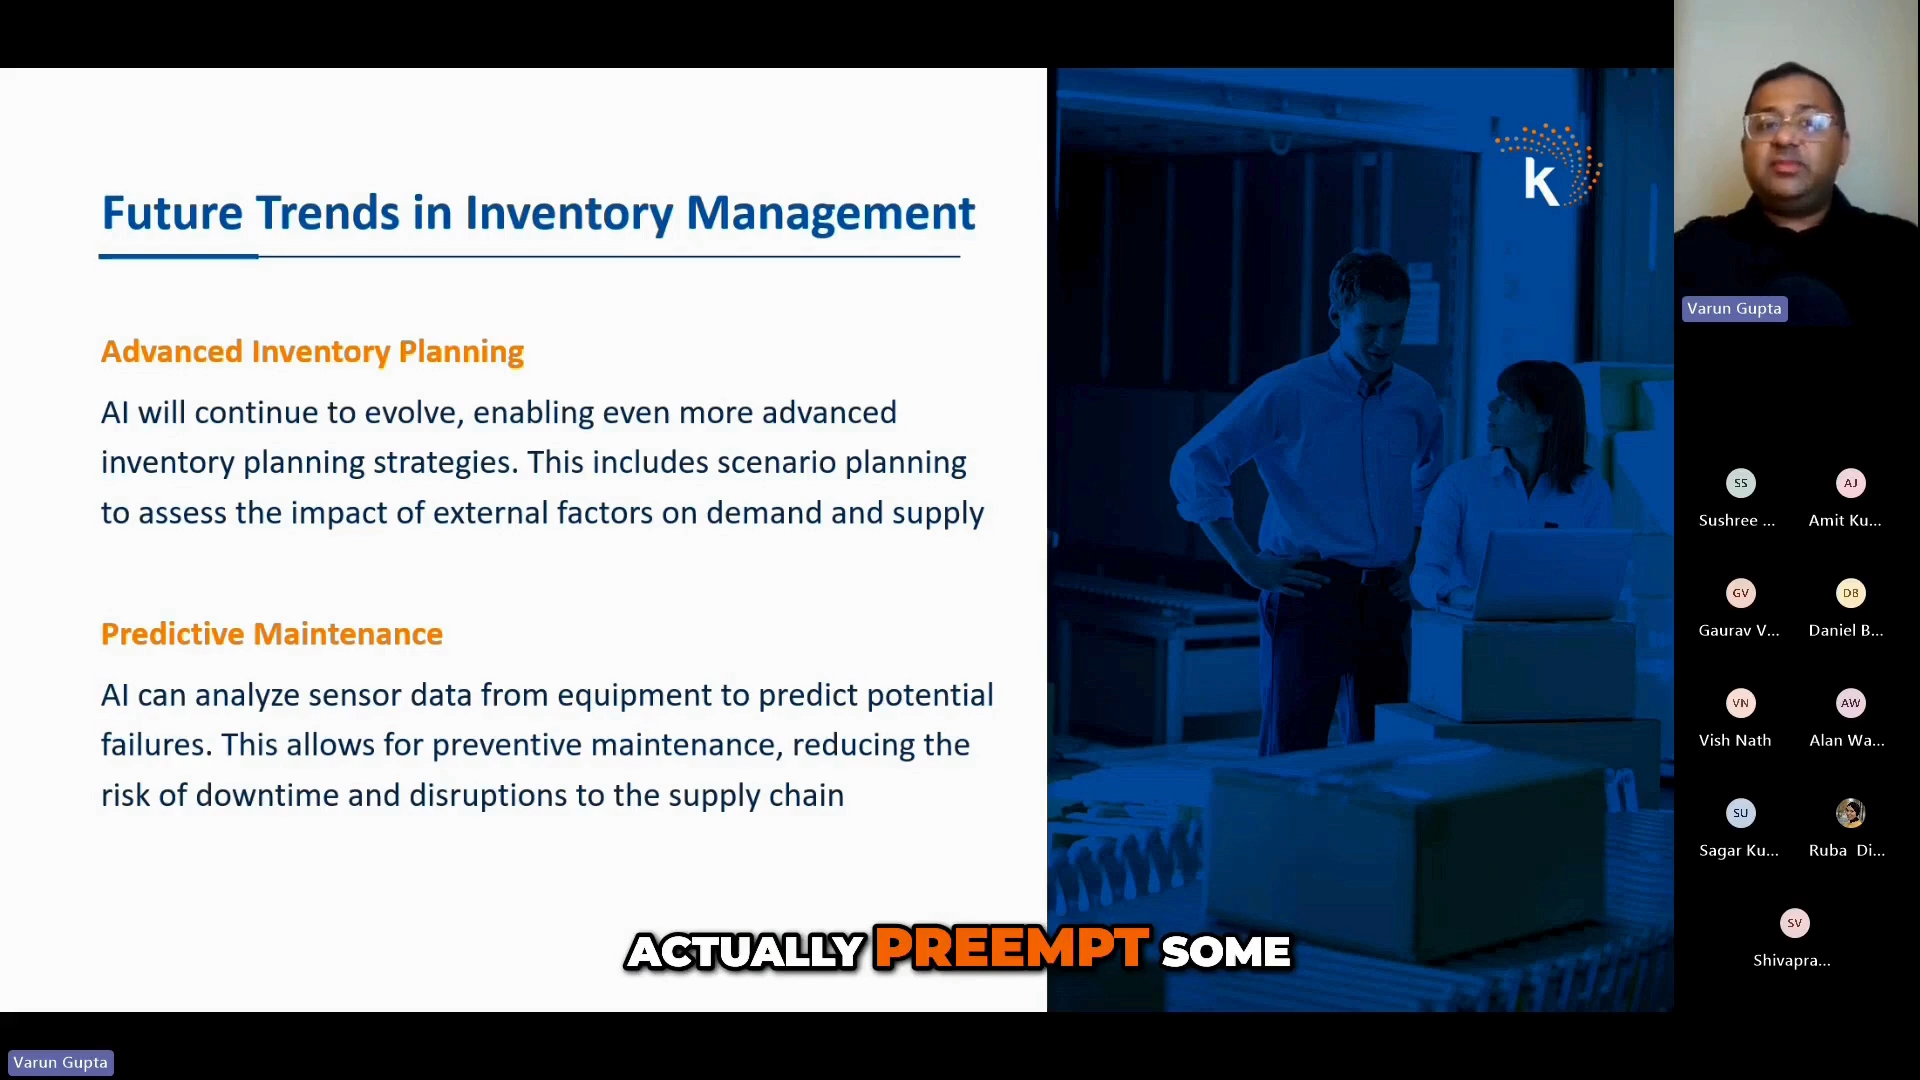 Future Trends in Inventory Management
Advanced Inventory Planning
AI will continue to evolve, enabling even more advanced
inventory planning strategies. This includes scenario planning
to assess the impact of external factors on demand and supply
Predictive Maintenance
AI can analyze sensor data from equipment to predict potential
failures. This allows for preventive maintenance, reducing the
risk of downtime and disruptions to the supply chain
ACTUALLY PREEMPT SOME
k
Varun Gupta
SS
AJ
Sushree ...
Amit Ku...
GV
DB
Gaurav V...
Daniel B...
VN
AW
Vish Nath
Alan Wa...
SU
Sagar Ku...
Ruba Di...
SV
Shivapra...
Varun Gupta